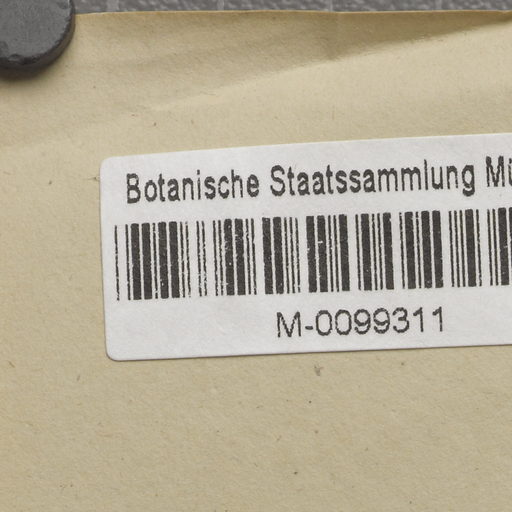 Botanische Staatssammlung Mü
M-0099311